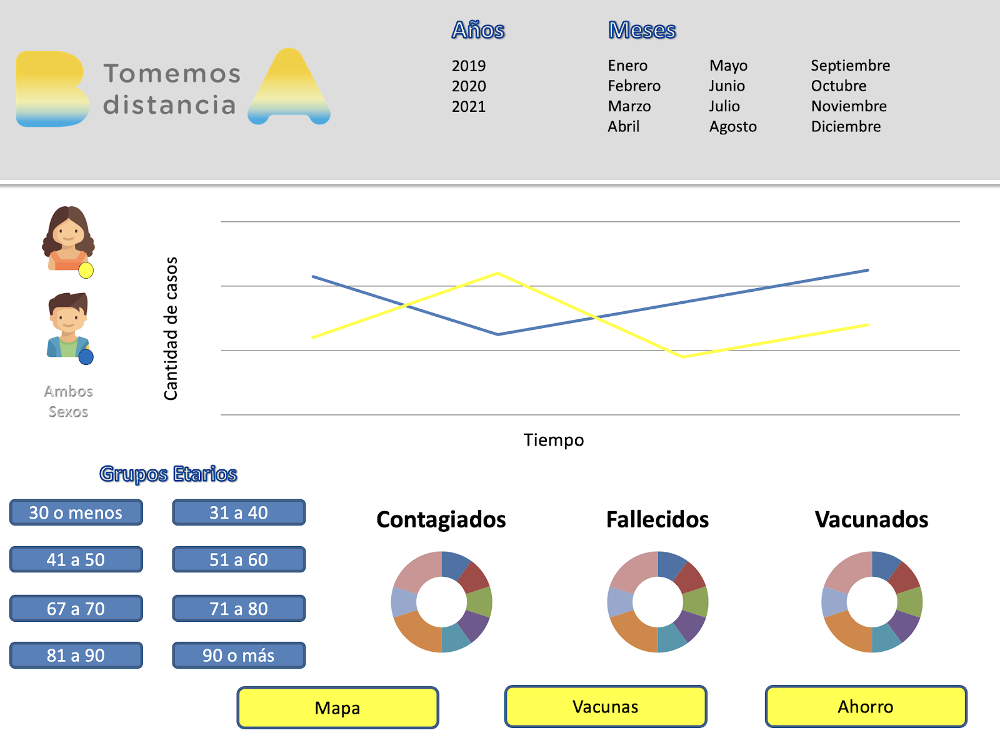 B
Tomemos
distancia
A
Años
2019
2020
2021
Meses
Enero
Febrero
Marzo
Abril
Mayo
Junio
Julio
Agosto
Septiembre
Octubre
Noviembre
Diciembre
Ambos
Sexos
Cantidad de casos
Tiempo
Grupos Etarios
30 o menos
31 a 40
41 a 50
51 a 60
67 a 70
71 a 80
81 a 90
90 o más
Contagiados
Fallecidos
Vacunados
Mapa
Vacunas
Ahorro